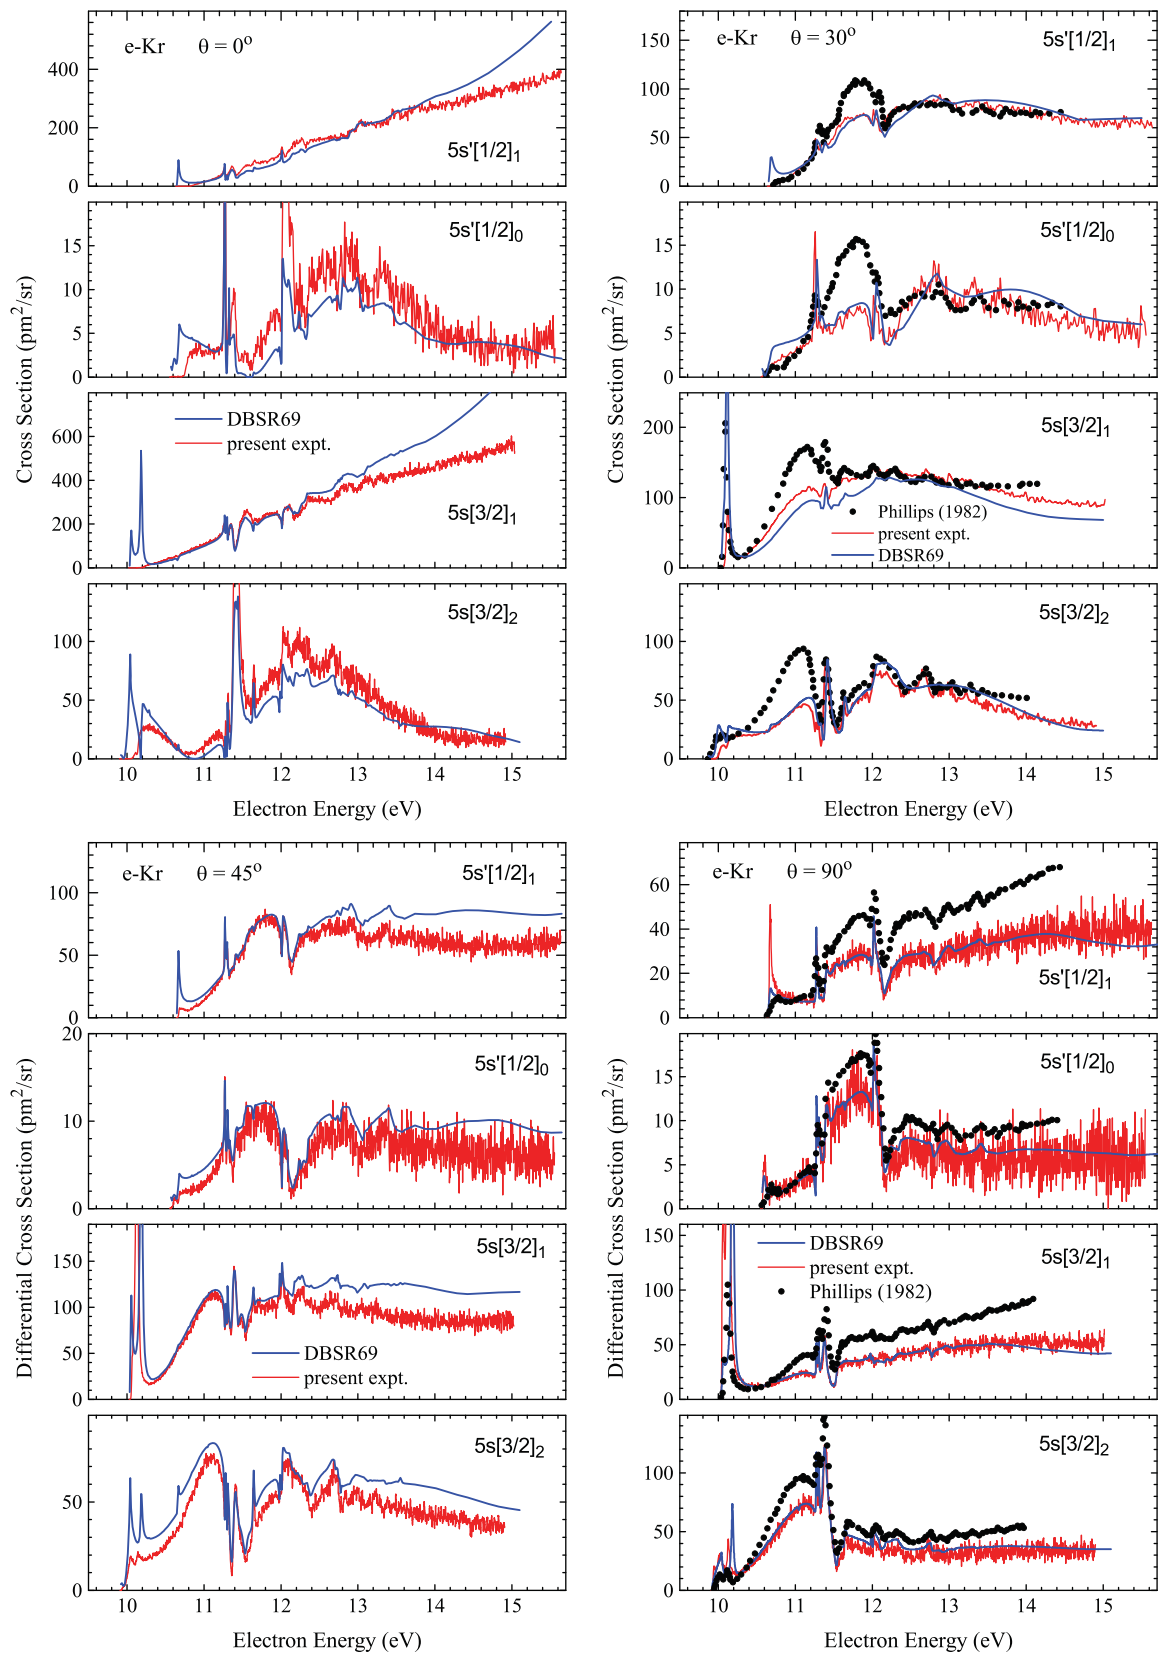 e-Kr θ = 0°
5s'[1/2]₁
400
200
0
5s'[1/2]₀
15
10
5
0
DBSR69
present expt.
5s[3/2]₁
600
400
200
0
5s[3/2]₂
100
50
0
10 11 12 13 14 15
Electron Energy (eV)
Cross Section (pm²/sr)
e-Kr θ = 30°
5s'[1/2]₁
150
100
50
0
5s'[1/2]₀
15
10
5
0
5s[3/2]₁
200
100
0
Phillips (1982)
present expt.
DBSR69
5s[3/2]₂
100
50
0
10 11 12 13 14 15
Electron Energy (eV)
Cross Section (pm²/sr)
e-Kr θ = 45°
5s'[1/2]₁
100
50
0
5s'[1/2]₀
20
10
0
5s[3/2]₁
150
100
50
0
DBSR69
present expt.
5s[3/2]₂
50
0
10 11 12 13 14 15
Electron Energy (eV)
Differential Cross Section (pm²/sr)
e-Kr θ = 90°
60
40
20
0
5s'[1/2]₁
5s'[1/2]₀
15
10
5
0
DBSR69
present expt.
Phillips (1982)
5s[3/2]₁
150
100
50
0
5s[3/2]₂
100
50
0
10 11 12 13 14 15
Electron Energy (eV)
Differential Cross Section (pm²/sr)